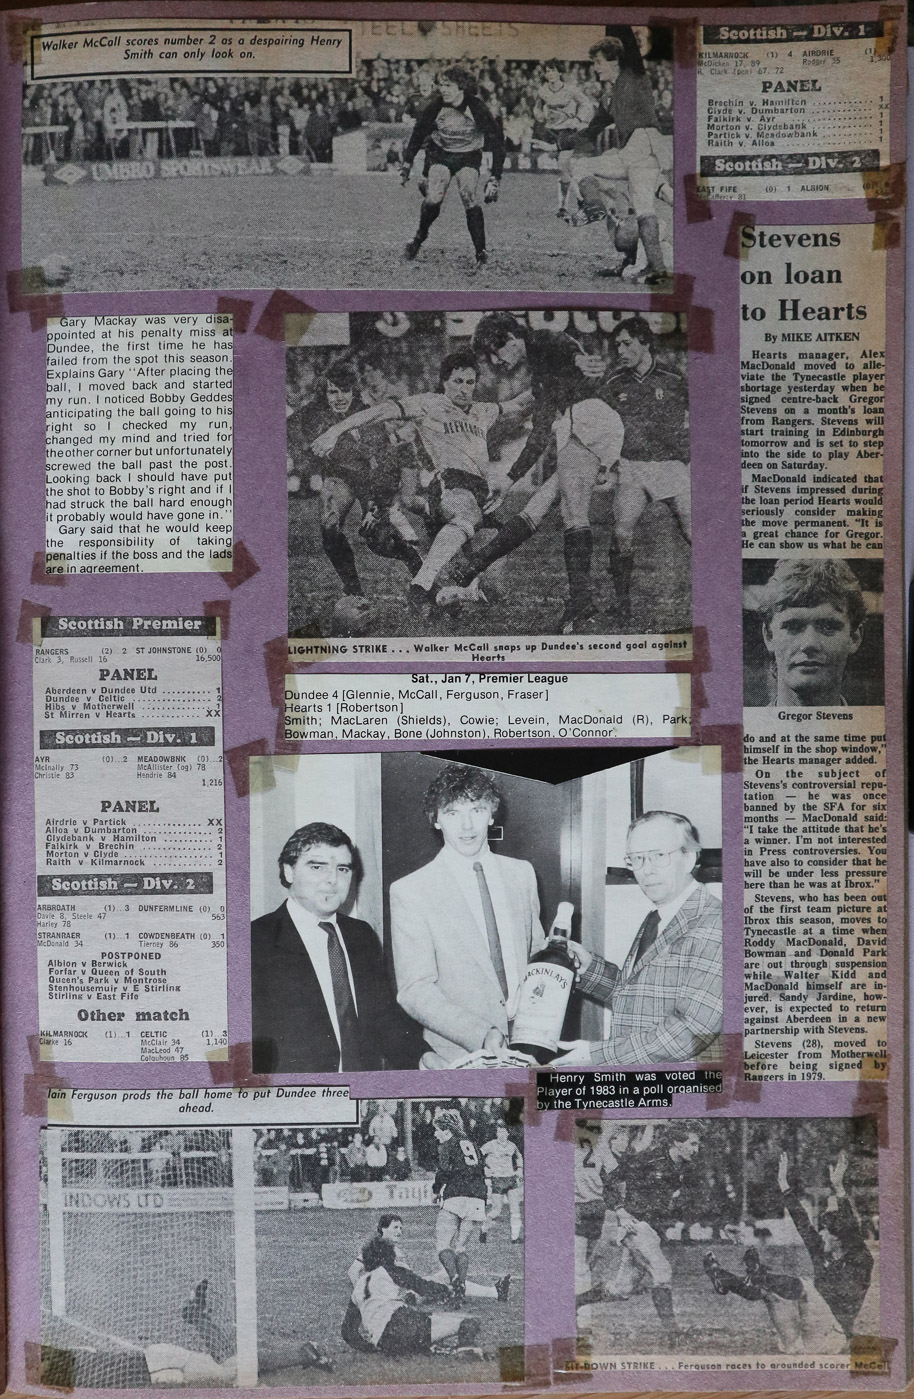 Walker McCall scores number 2 as a despairing Henry
Smith can only look on.
TEEL SHEETS
UMBRO SPORTSWEAR
Scottish — Div. 1
KILMARNOCK (1) 4 AIRDRIE (1)
McDicken 17, 89 Rodger 35
R. Clark (pen) 67, 72
PANEL
Brechin v. Hamilton .......... 1
Clyde v. Dumbarton .......... XX
Falkirk v. Ayr .......... 1
Morton v. Clydebank .......... 1
Partick v. Meadowbank .......... 1
Raith v. Alloa .......... 1
Scottish — Div. 2
EAST FIFE (0) 1 ALBION (0)
Stevens
on loan
to Hearts
By MIKE AITKEN
Hearts manager, Alex
MacDonald moved to alle-
viate the Tynecastle player
shortage yesterday when he
signed centre-back Gregor
Stevens on a month's loan
from Rangers. Stevens will
start training in Edinburgh
tomorrow and is set to step
into the side to play Aber-
deen on Saturday.
MacDonald indicated that
if Stevens impressed during
the loan period Hearts would
seriously consider making
the move permanent. "It is
a great chance for Gregor.
He can show us what he can
Gregor Stevens
do and at the same time put
himself in the shop window,"
the Hearts manager added.
On the subject of
Stevens's controversial repu-
tation — he was once
banned by the SFA for six
months — MacDonald said:
"I take the attitude that he's
a winner. I'm not interested
in Press controversies. You
have also to consider that he
will be under less pressure
here than he was at Ibrox."
Stevens, who has been out
of the first team picture at
Ibrox this season, moves to
Tynecastle at a time when
Roddy MacDonald, David
Bowman and Donald Park
are out through suspension
while Walter Kidd and
MacDonald himself are in-
jured. Sandy Jardine, how-
ever, is expected to return
against Aberdeen in a new
partnership with Stevens.
Stevens (28), moved to
Leicester from Motherwell
before being signed by
Rangers in 1979.
Gary Mackay was very disa-
ppointed at his penalty miss at
Dundee, the first time he has
failed from the spot this season.
Explains Gary "After placing the
ball, I moved back and started
my run. I noticed Bobby Geddes
anticipating the ball going to his
right so I checked my run,
changed my mind and tried for
the other corner but unfortunately
screwed the ball past the post.
Looking back I should have put
the shot to Bobby's right and if I
had struck the ball hard enough
it probably would have gone in."
Gary said that he would keep
the responsibility of taking
penalties if the boss and the lads
are in agreement.
LIGHTNING STRIKE . . . Walker McCall snaps up Dundee's second goal against
Hearts
Sat., Jan 7, Premier League
Dundee 4 [Glennie, McCall, Ferguson, Fraser]
Hearts 1 [Robertson]
Smith; MacLaren (Shields), Cowie; Levein, MacDonald (R), Park;
Bowman, Mackay, Bone (Johnston), Robertson, O'Connor.
Scottish Premier
RANGERS (2) 2 ST JOHNSTONE (0) 0
Clark 3, Russell 16 16,500
PANEL
Aberdeen v Dundee Utd .......... 1
Dundee v Celtic .......... 2
Hibs v Motherwell .......... 1
St Mirren v Hearts .......... XX
Scottish — Div. 1
AYR (0)..2 MEADOWBNK (0)..2
McInally 73 McAllister (og) 78
Christie 83 Hendrie 84
1,216
PANEL
Airdrie v Partick .......... XX
Alloa v Dumbarton .......... 2
Clydebank v Hamilton .......... 1
Falkirk v Brechin .......... 2
Morton v Clyde .......... 1
Raith v Kilmarnock .......... 2
Scottish — Div. 2
ARBROATH (1)...3 DUNFERMLINE (0) 0
Davie 8, Steele 47 563
Harley 78
STRANRAER (1)...1 COWDENBEATH (0)...1
McDonald 34 Tierney 86 350
POSTPONED
Albion v Berwick
Forfar v Queen of South
Queen's Park v Montrose
Stenhousemuir v E Stirling
Stirling v East Fife
Other match
KILMARNOCK (1)...1 CELTIC (1)..3
Clarke 16 McClair 34 1,140
MacLeod 47
Colquhoun 85
MACKINLAY'S
Henry Smith was voted the
Player of 1983 in a poll organised
by the Tynecastle Arms.
Iain Ferguson prods the ball home to put Dundee three
ahead.
INDOWS LTD
SIT-DOWN STRIKE . . . Ferguson races to grounded scorer McCall